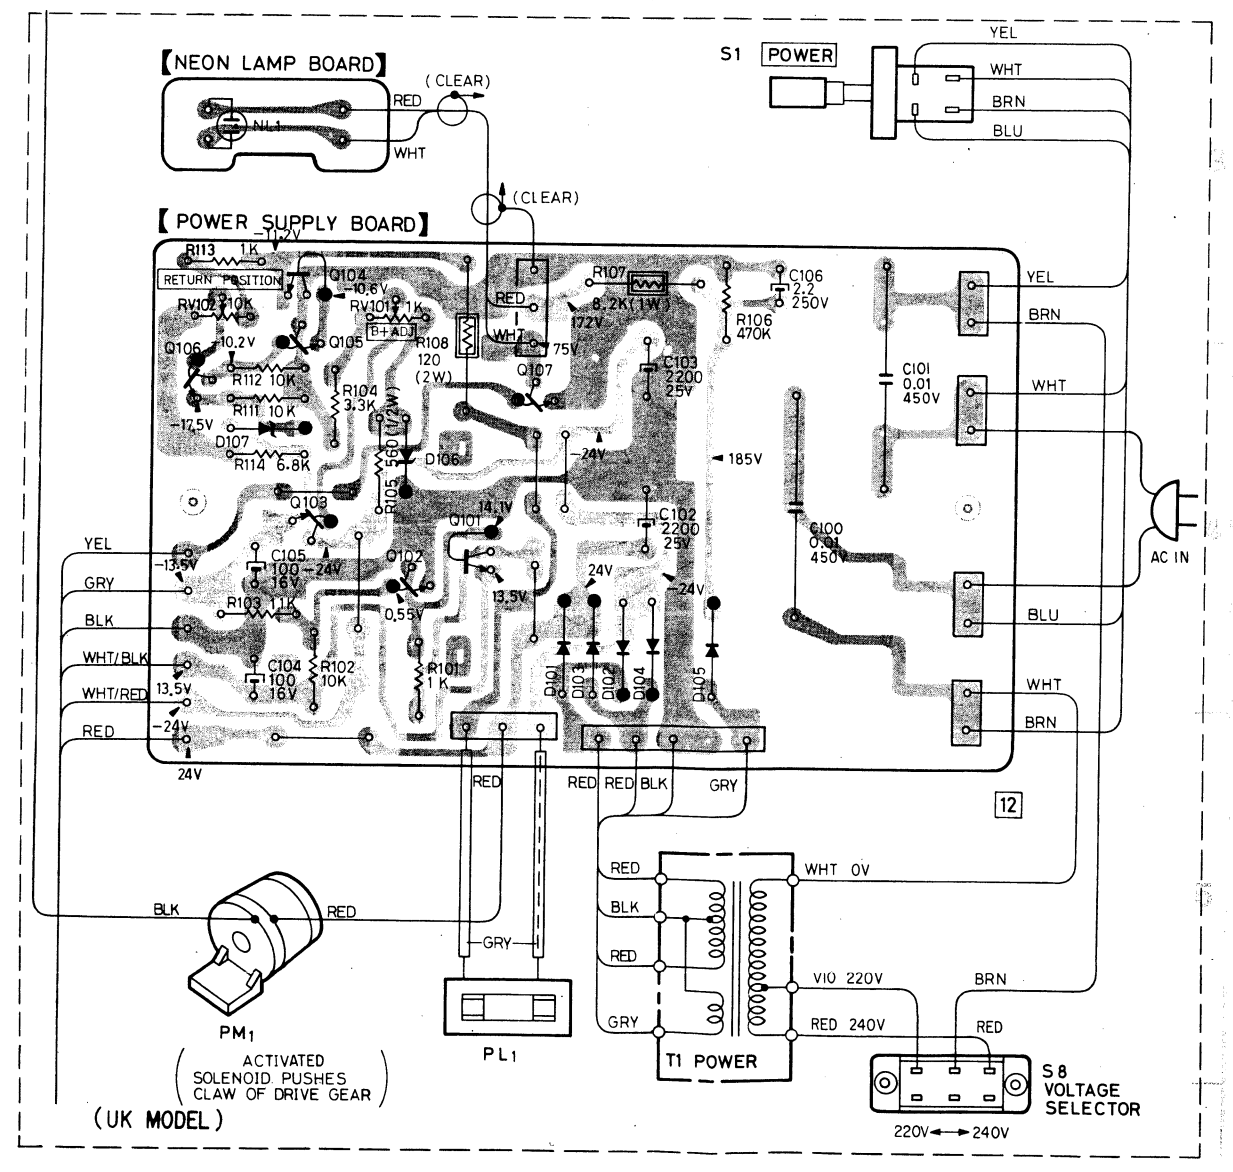 【NEON LAMP BOARD】
NL1
RED
WHT
(CLEAR)
(CLEAR)
S1 POWER
YEL
WHT
BRN
BLU
【POWER SUPPLY BOARD】
-11.2V
R113 1K
RETURN POSITION
RV102 10K
Q104
-10.6V
RV101 1K
B+ADJ
-10.2V
Q106
Q105
R112 10K
R111 10K
-17.5V
D107
R114 6.8K
R104
3.3K
R108
120
(2W)
R105 560(1/2W)
D106
RED
WHT
R107
8.2K(1W)
172V
75V
Q107
R106
470K
C106
2.2
250V
C103
2200
25V
-24V
185V
C101
0.01
450V
YEL
BRN
WHT
Q103
14.1V
Q101
C102
2200
25V
C100
0.01
450V
AC IN
YEL
-13.5V
GRY
BLK
WHT/BLK
13.5V
WHT/RED
-24V
RED
24V
C105
100
16V
-24V
Q102
0.55V
13.5V
24V
-24V
R103 1.1K
C104
100
16V
R102
10K
R101
1K
D101
D103
D102
D104
D105
BLU
WHT
BRN
RED
RED
RED
BLK
GRY
12
BLK
RED
GRY
PM1
ACTIVATED
SOLENOID PUSHES
CLAW OF DRIVE GEAR
(UK MODEL)
PL1
RED
BLK
RED
GRY
T1 POWER
WHT 0V
VIO 220V
BRN
RED 240V
RED
S8
VOLTAGE
SELECTOR
220V↔240V